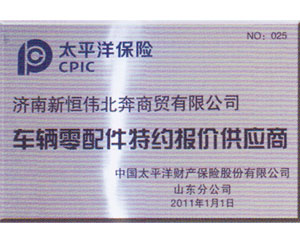 NO: 025
太平洋保险
CPIC
济南新恒伟北奔商贸有限公司
车辆零配件特约报价供应商
中国太平洋财产保险股份有限公司
山东分公司
2011年1月1日